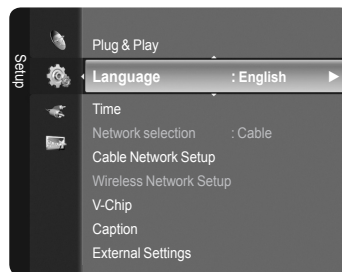 Setup
Plug & Play
Language : English
Time
Network selection : Cable
Cable Network Setup
Wireless Network Setup
V-Chip
Caption
External Settings